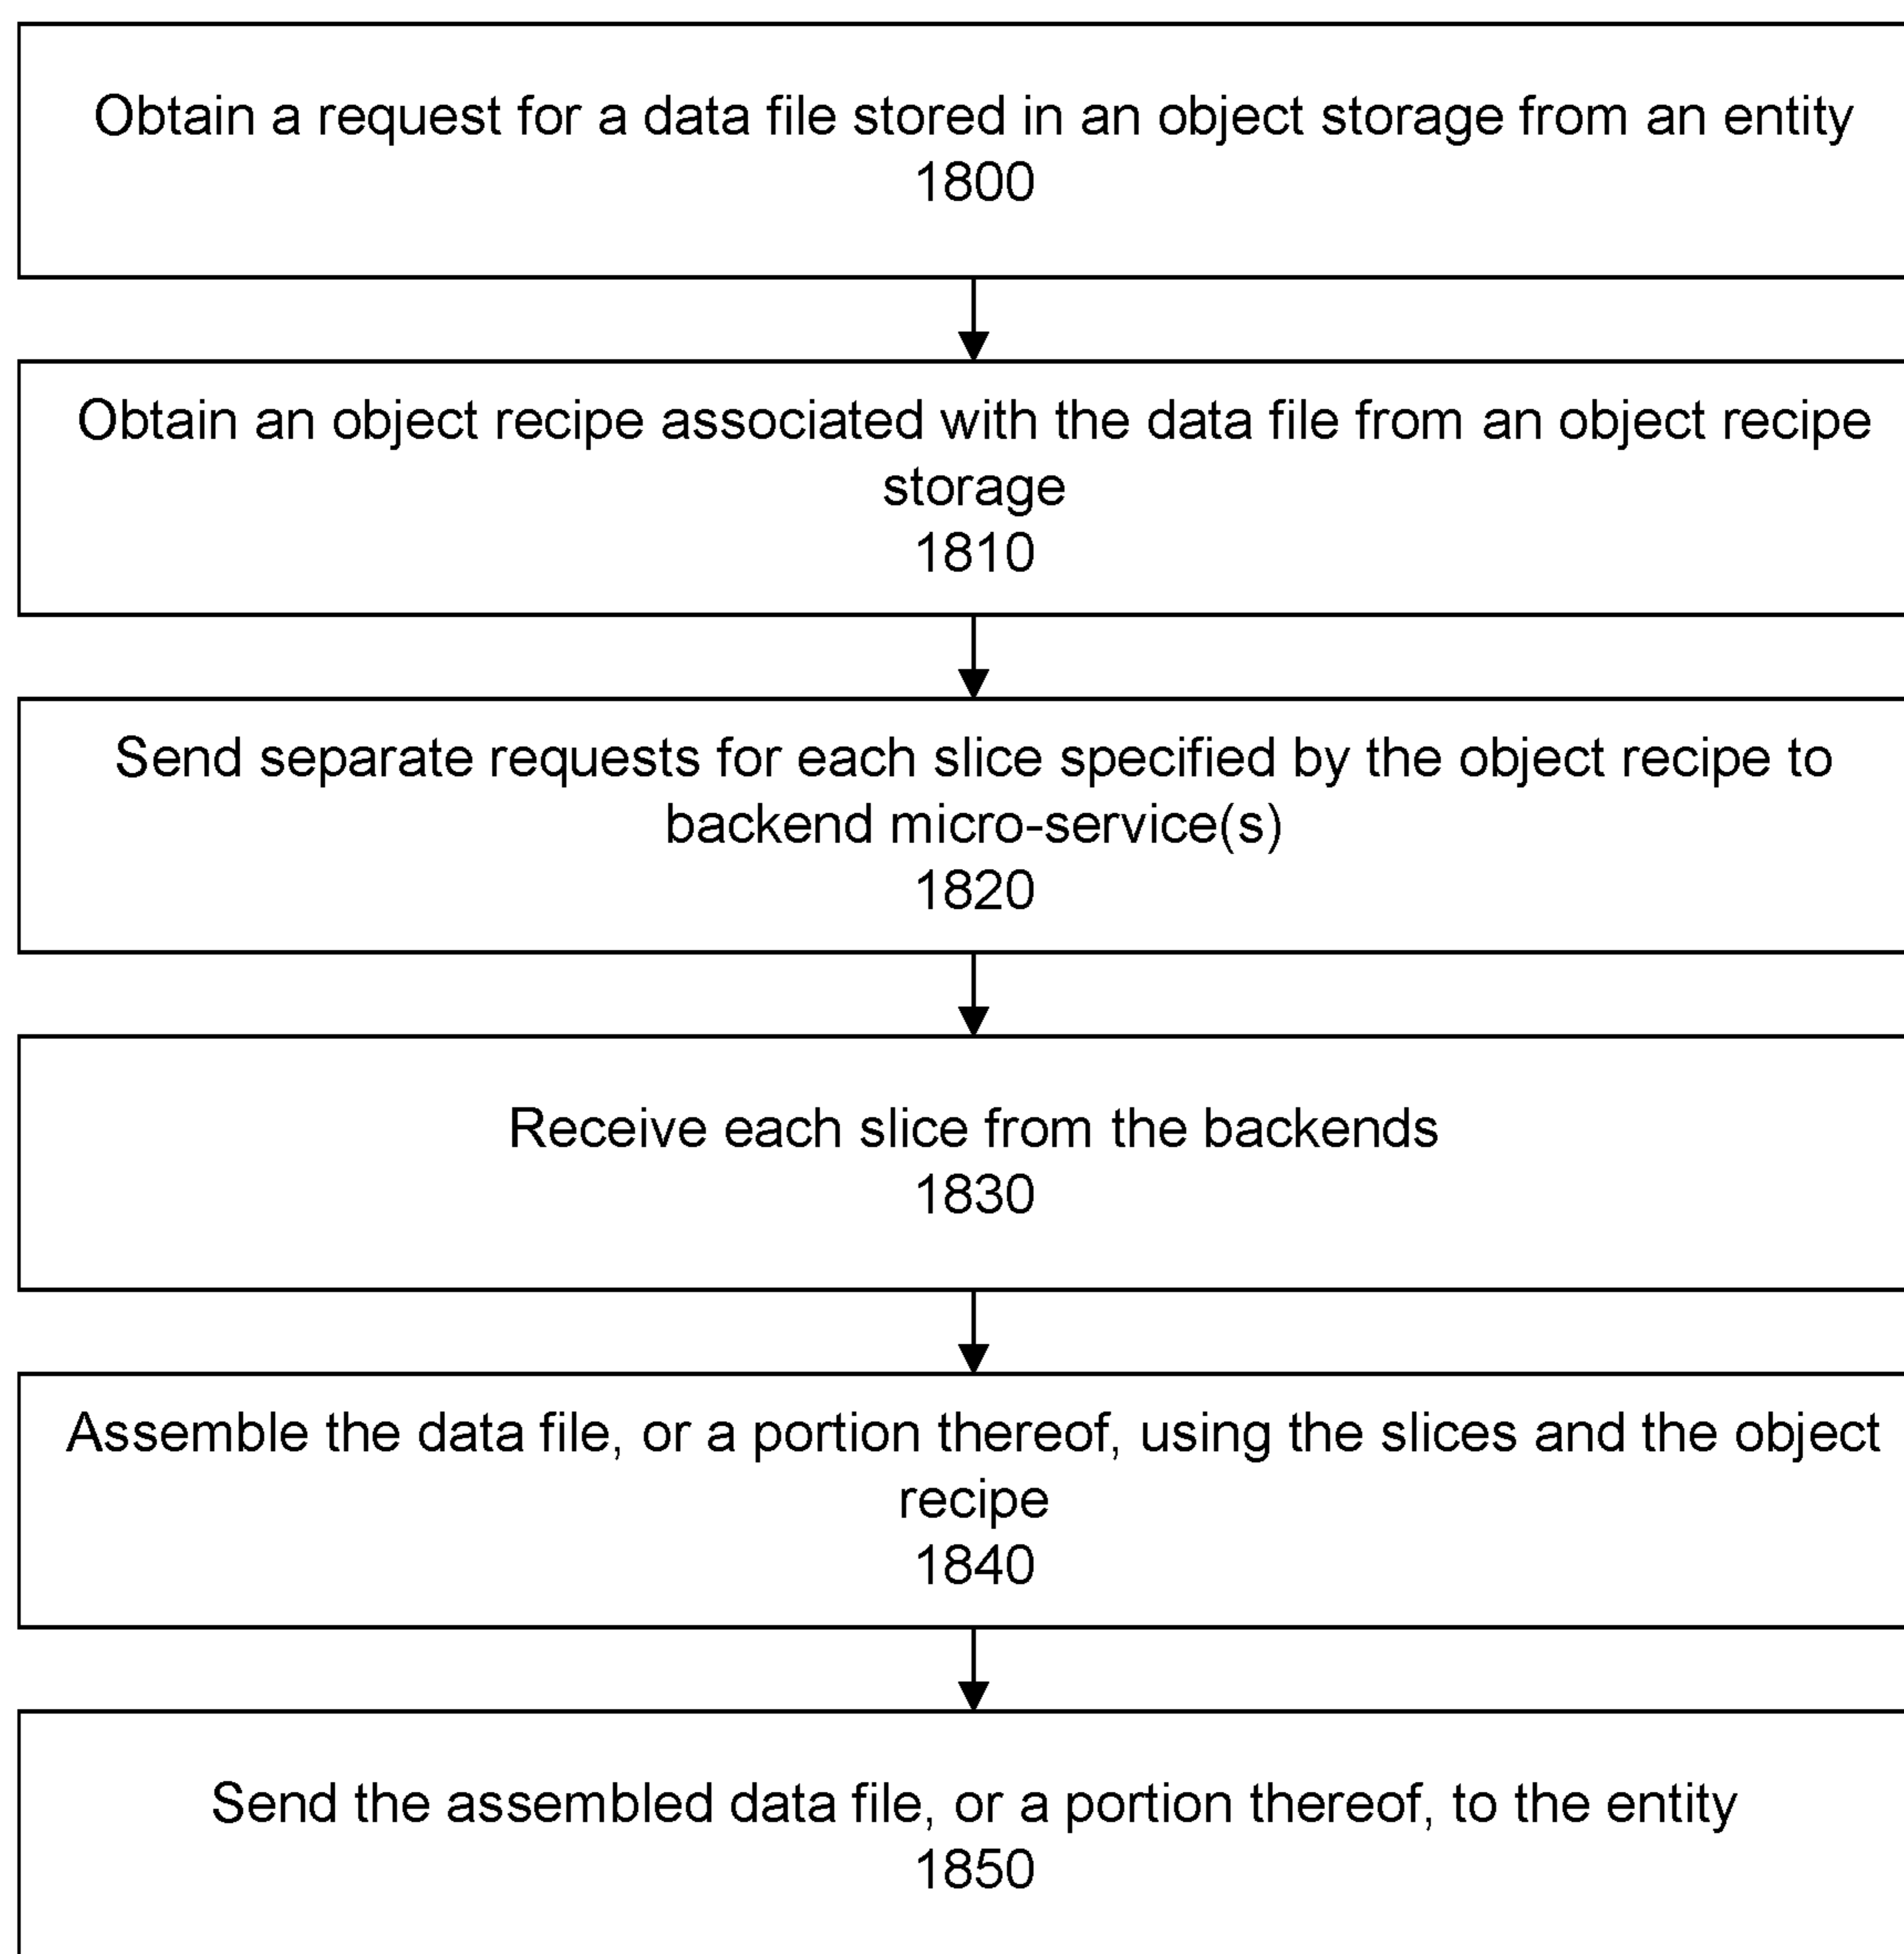 Obtain a request for a data file stored in an object storage from an entity
1800
Obtain an object recipe associated with the data file from an object recipe
storage
1810
Send separate requests for each slice specified by the object recipe to
backend micro-service(s)
1820
Receive each slice from the backends
1830
Assemble the data file, or a portion thereof, using the slices and the object
recipe
1840
Send the assembled data file, or a portion thereof, to the entity
1850